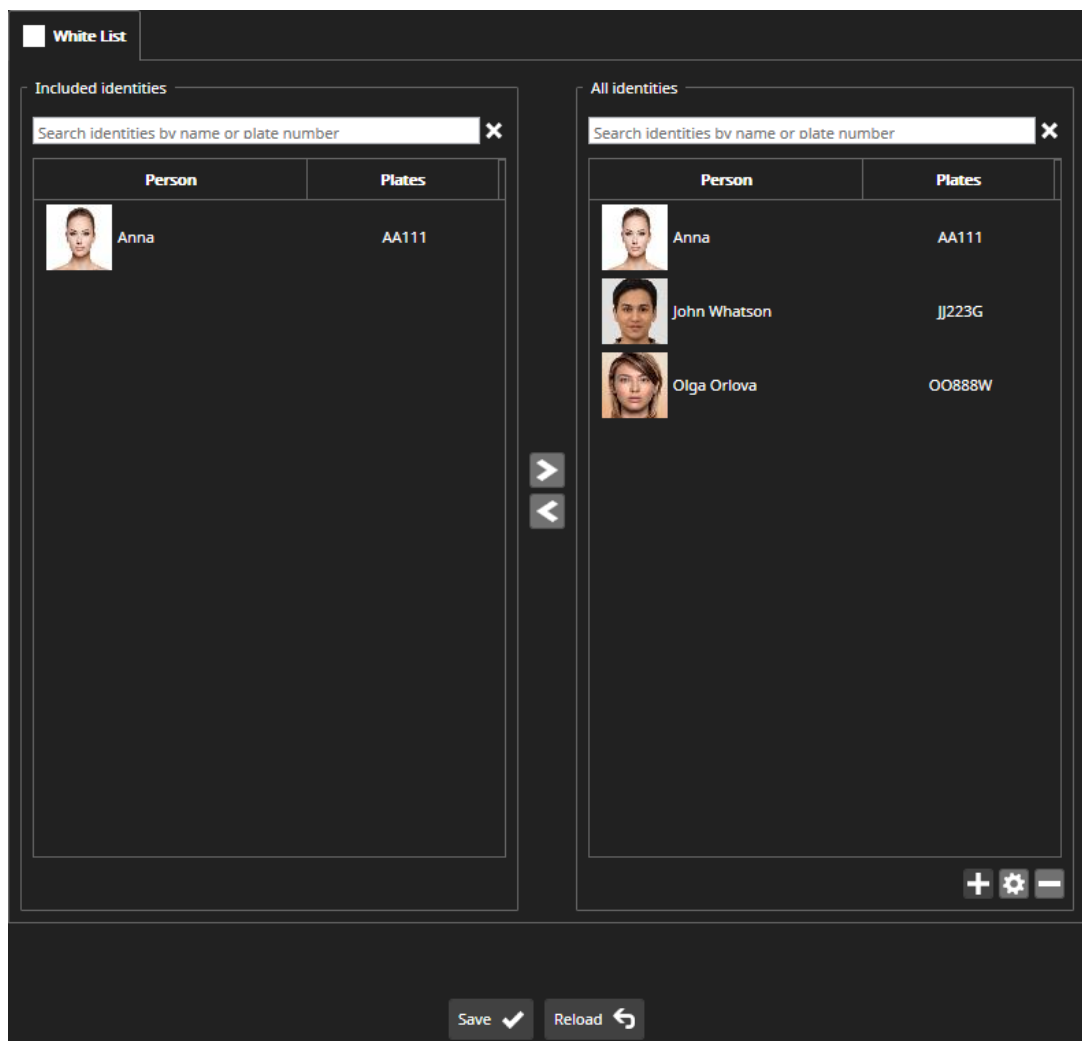 White List
Included identities
Search identities by name or plate number
Person Plates
Anna AA111
All identities
Search identities by name or plate number
Person Plates
Anna AA111
John Whatson JJ223G
Olga Orlova OO888W
Save Reload